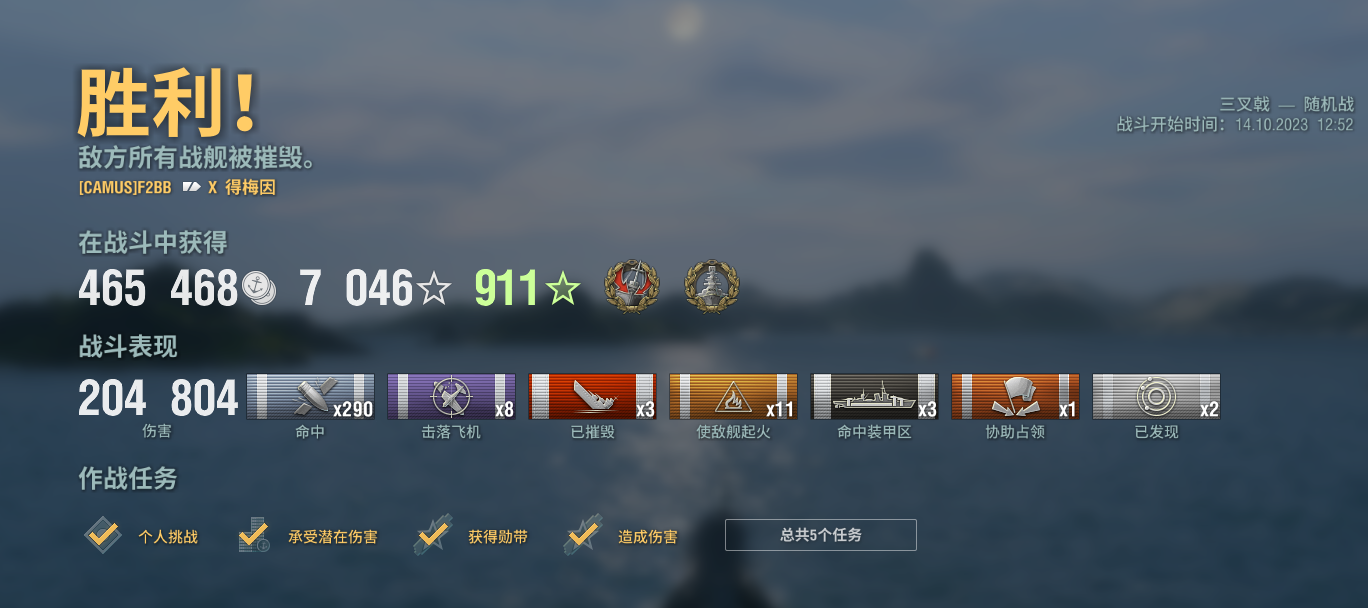 胜利！
敌方所有战舰被摧毁。
[CAMUS]F2BB X 得梅因
三叉戟 — 随机战
战斗开始时间：14.10.2023 12:52
在战斗中获得
465 468 7 046 911
战斗表现
204 804 x290 x8 x3 x11 x3 x1 x2
伤害 命中 击落飞机 已摧毁 使敌舰起火 命中装甲区 协助占领 已发现
作战任务
个人挑战 承受潜在伤害 获得勋带 造成伤害 总共5个任务